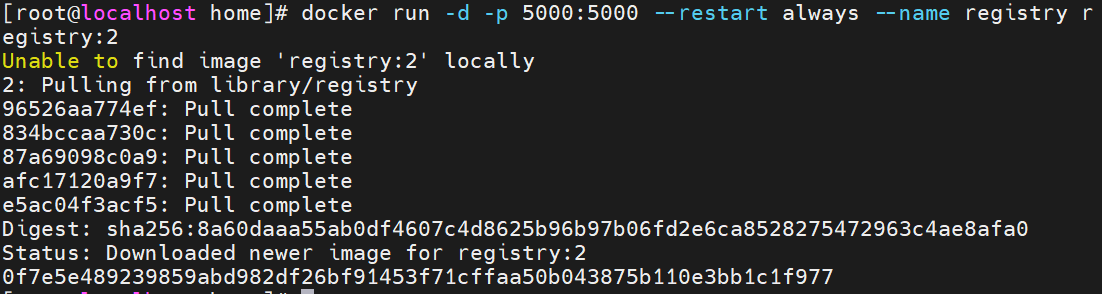 [root@localhost home]# docker run -d -p 5000:5000 --restart always --name registry r
egistry:2
Unable to find image 'registry:2' locally
2: Pulling from library/registry
96526aa774ef: Pull complete
834bccaa730c: Pull complete
87a69098c0a9: Pull complete
afc17120a9f7: Pull complete
e5ac04f3acf5: Pull complete
Digest: sha256:8a60daaa55ab0df4607c4d8625b96b97b06fd2e6ca8528275472963c4ae8afa0
Status: Downloaded newer image for registry:2
0f7e5e489239859abd982df26bf91453f71cffaa50b043875b110e3bb1c1f977